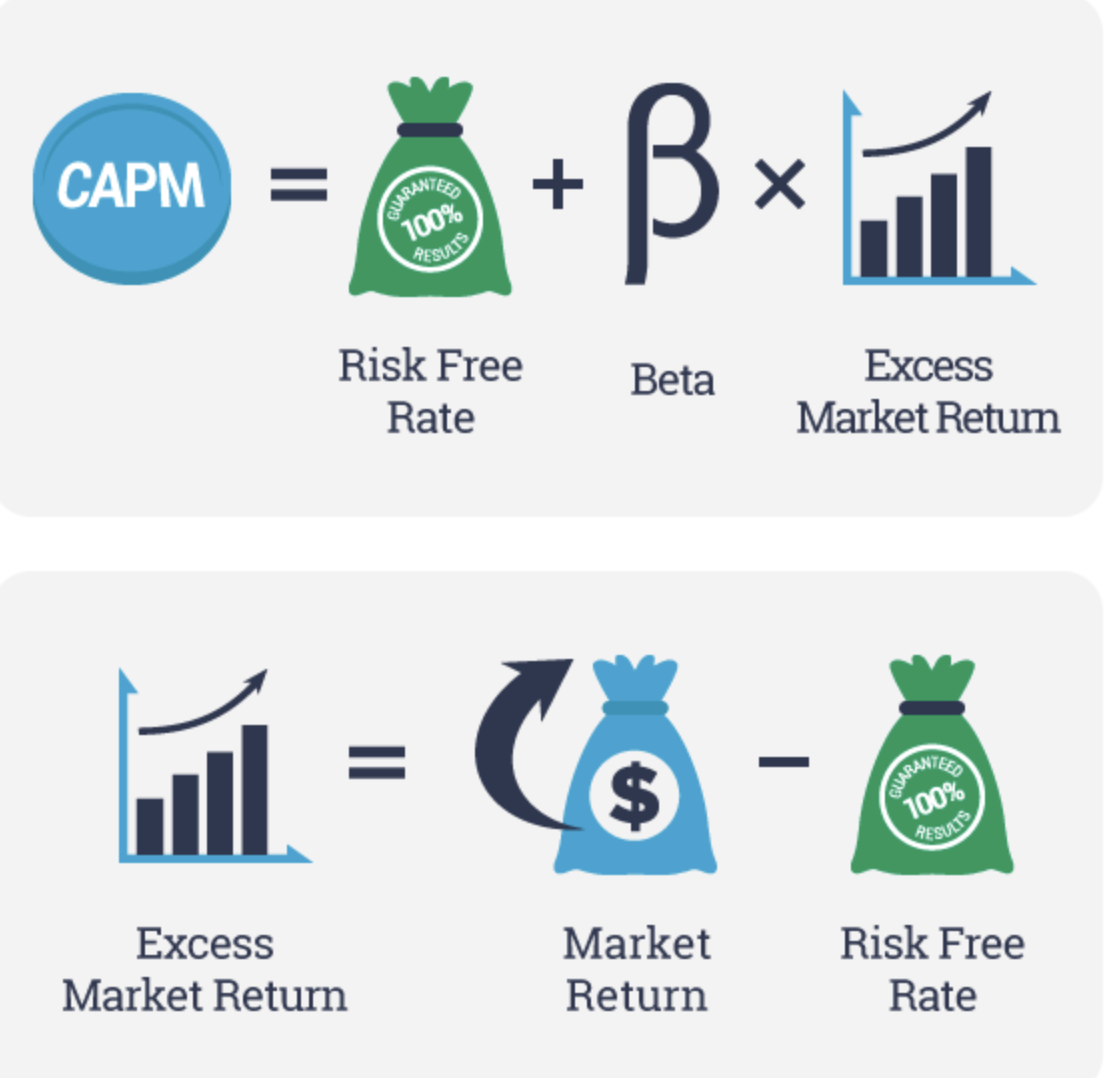 CAPM = GUARANTEED 100% RESULTS + β ×
Risk Free
Rate
Beta
Excess
Market Return
= $ − GUARANTEED 100% RESULTS
Excess
Market Return
Market
Return
Risk Free
Rate